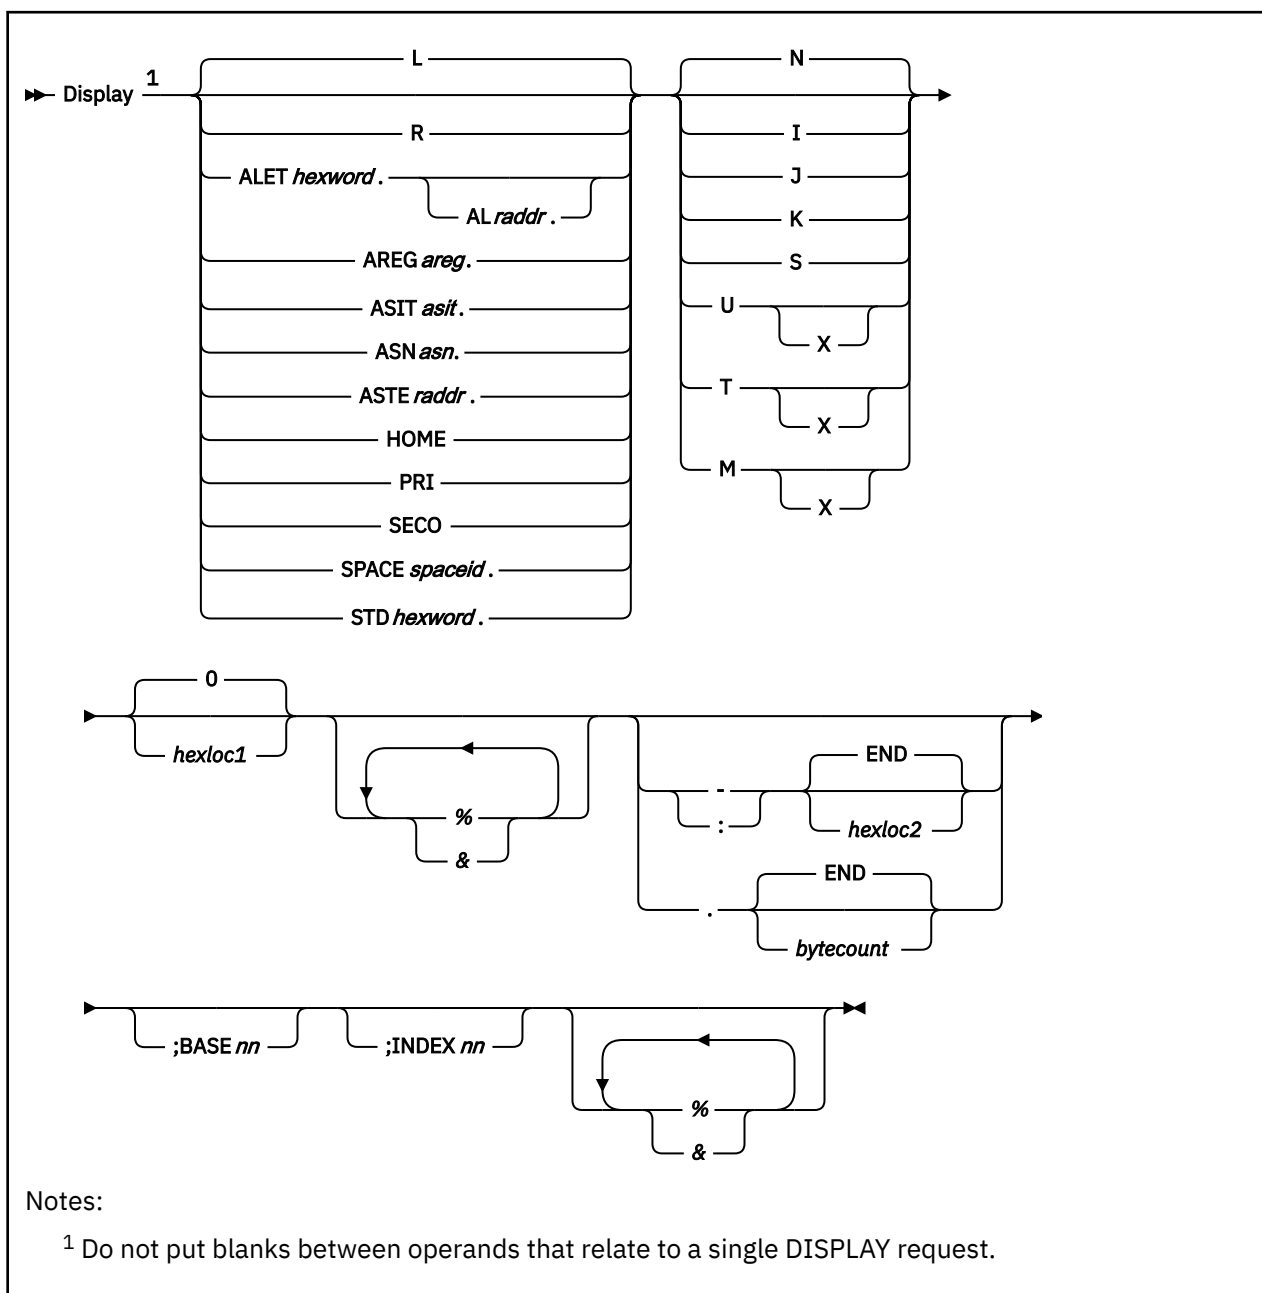 L N
Display 1
R I
ALET hexword . J
AL raddr . K
AREG areg. S
ASIT asit . U
ASN asn. X
ASTE raddr . T
HOME X
PRI M
SECO X
SPACE spaceid .
STD hexword .
0
hexloc1
% - END
& : hexloc2
. END
bytecount
;BASE nn ;INDEX nn
%
&
Notes:
1 Do not put blanks between operands that relate to a single DISPLAY request.